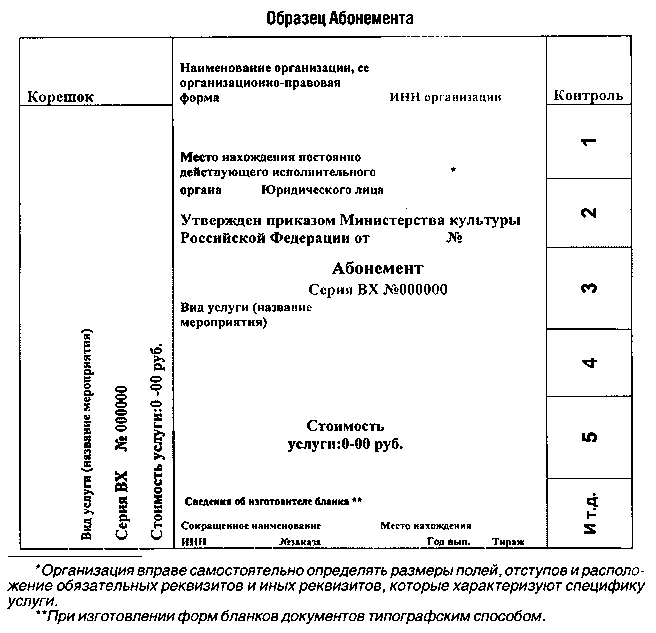 Образец Абонемента
Корешок
Вид услуги (название мероприятия)
Серия ВХ № 000000
Стоимость услуги:0 -00 руб.
Наименование организации, ее
организационно-правовая
форма ИНН организации
Место нахождения постоянно
действующего исполнительного *
органа Юридического лица
Утвержден приказом Министерства культуры
Российской Федерации от №
Абонемент
Серия ВХ №000000
Вид услуги (название
мероприятия)
Стоимость
услуги:0-00 руб.
Сведения об изготовителе бланка **
Сокращенное наименование Место нахождения
ИНН №заказа Год вып. Тираж
Контроль
1
2
3
4
5
И т.д.
*Организация вправе самостоятельно определять размеры полей, отступов и располо-
жение обязательных реквизитов и иных реквизитов, которые характеризуют специфику
услуги.
**При изготовлении форм бланков документов типографским способом.